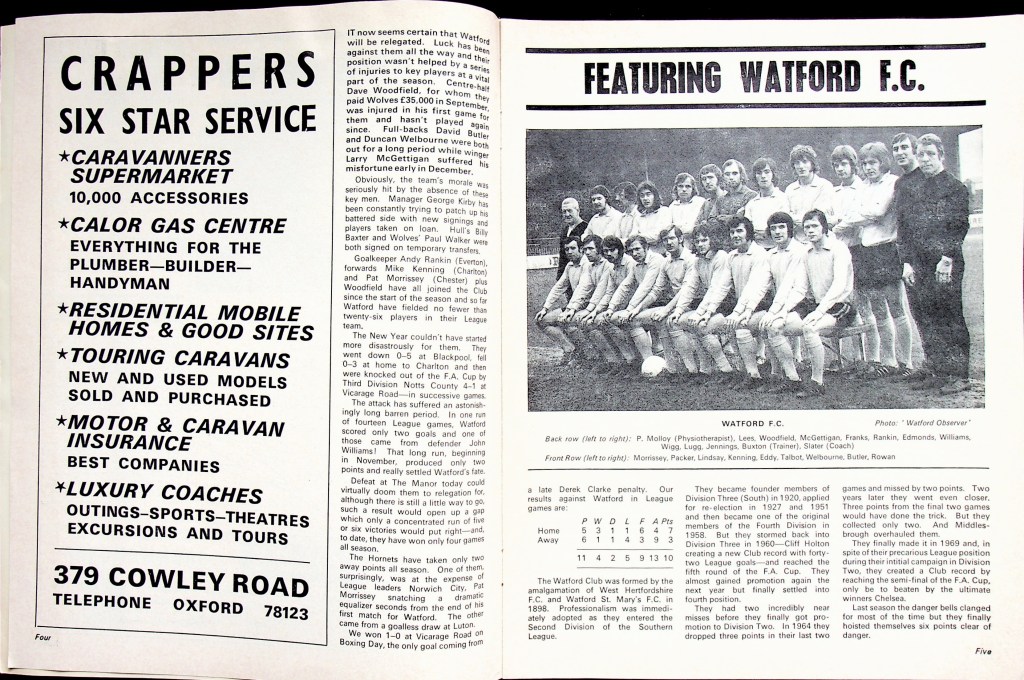 CRAPPERS
SIX STAR SERVICE
★CARAVANNERS
SUPERMARKET
10,000 ACCESSORIES
★CALOR GAS CENTRE
EVERYTHING FOR THE
PLUMBER—BUILDER—
HANDYMAN
★RESIDENTIAL MOBILE
HOMES & GOOD SITES
★TOURING CARAVANS
NEW AND USED MODELS
SOLD AND PURCHASED
★MOTOR & CARAVAN
INSURANCE
BEST COMPANIES
★LUXURY COACHES
OUTINGS–SPORTS–THEATRES
EXCURSIONS AND TOURS
379 COWLEY ROAD
TELEPHONE OXFORD 78123
Four
IT now seems certain that Watford
will be relegated. Luck has been
against them all the way and their
position wasn't helped by a series
of injuries to key players at a vital
part of the season. Centre-half
Dave Woodfield, for whom they
paid Wolves £35,000 in September,
was injured in his first game for
them and hasn't played again
since. Full-backs David Butler
and Duncan Welbourne were both
out for a long period while winger
Larry McGettigan suffered his
misfortune early in December.
Obviously, the team's morale was
seriously hit by the absence of these
key men. Manager George Kirby has
been constantly trying to patch up his
battered side with new signings and
players taken on loan. Hull's Billy
Baxter and Wolves' Paul Walker were
both signed on temporary transfers.
Goalkeeper Andy Rankin (Everton),
forwards Mike Kenning (Charlton)
and Pat Morrissey (Chester) plus
Woodfield have all joined the Club
since the start of the season and so far
Watford have fielded no fewer than
twenty-six players in their League
team.
The New Year couldn't have started
more disastrously for them. They
went down 0–5 at Blackpool, fell
0–3 at home to Charlton and then
were knocked out of the F.A. Cup by
Third Division Notts County 4–1 at
Vicarage Road—in successive games.
The attack has suffered an astonish-
ingly long barren period. In one run
of fourteen League games, Watford
scored only two goals and one of
those came from defender John
Williams! That long run, beginning
in November, produced only two
points and really settled Watford's fate.
Defeat at The Manor today could
virtually doom them to relegation for,
although there is still a little way to go,
such a result would open up a gap
which only a concentrated run of five
or six victories would put right—and,
to date, they have won only four games
all season.
The Hornets have taken only two
away points all season. One of them,
surprisingly, was at the expense of
League leaders Norwich City, Pat
Morrissey snatching a dramatic
equalizer seconds from the end of his
first match for Watford. The other
came from a goalless draw at Luton.
We won 1–0 at Vicarage Road on
Boxing Day, the only goal coming from
FEATURING WATFORD F.C.
WATFORD F.C.
Photo: "Watford Observer"
Back row (left to right): P. Molloy (Physiotherapist), Lees, Woodfield, McGettigan, Franks, Rankin, Edmonds, Williams,
Wigg, Lugg, Jennings, Buxton (Trainer), Slater (Coach)
Front Row (left to right): Morrissey, Packer, Lindsay, Kenning, Eddy, Talbot, Welbourne, Butler, Rowan
a late Derek Clarke penalty. Our
results against Watford in League
games are:
P W D L F A Pts
Home 5 3 1 1 6 4 7
Away 6 1 1 4 3 9 3
11 4 2 5 9 13 10
The Watford Club was formed by the
amalgamation of West Hertfordshire
F.C. and Watford St. Mary's F.C. in
1898. Professionalism was immedi-
ately adopted as they entered the
Second Division of the Southern
League.
They became founder members of
Division Three (South) in 1920, applied
for re-election in 1927 and 1951
and then became one of the original
members of the Fourth Division in
1958. But they stormed back into
Division Three in 1960—Cliff Holton
creating a new Club record with forty-
two League goals—and reached the
fifth round of the F.A. Cup. They
almost gained promotion again the
next year but finally settled into
fourth position.
They had two incredibly near
misses before they finally got pro-
motion to Division Two. In 1964 they
dropped three points in their last two
games and missed by two points. Two
years later they went even closer.
Three points from the final two games
would have done the trick. But they
collected only two. And Middles-
brough overhauled them.
They finally made it in 1969 and, in
spite of their precarious League position
during their intitial campaign in Division
Two, they created a Club record by
reaching the semi-final of the F.A. Cup,
only to be beaten by the ultimate
winners Chelsea.
Last season the danger bells clanged
for most of the time but they finally
hoisted themselves six points clear of
danger.
Five